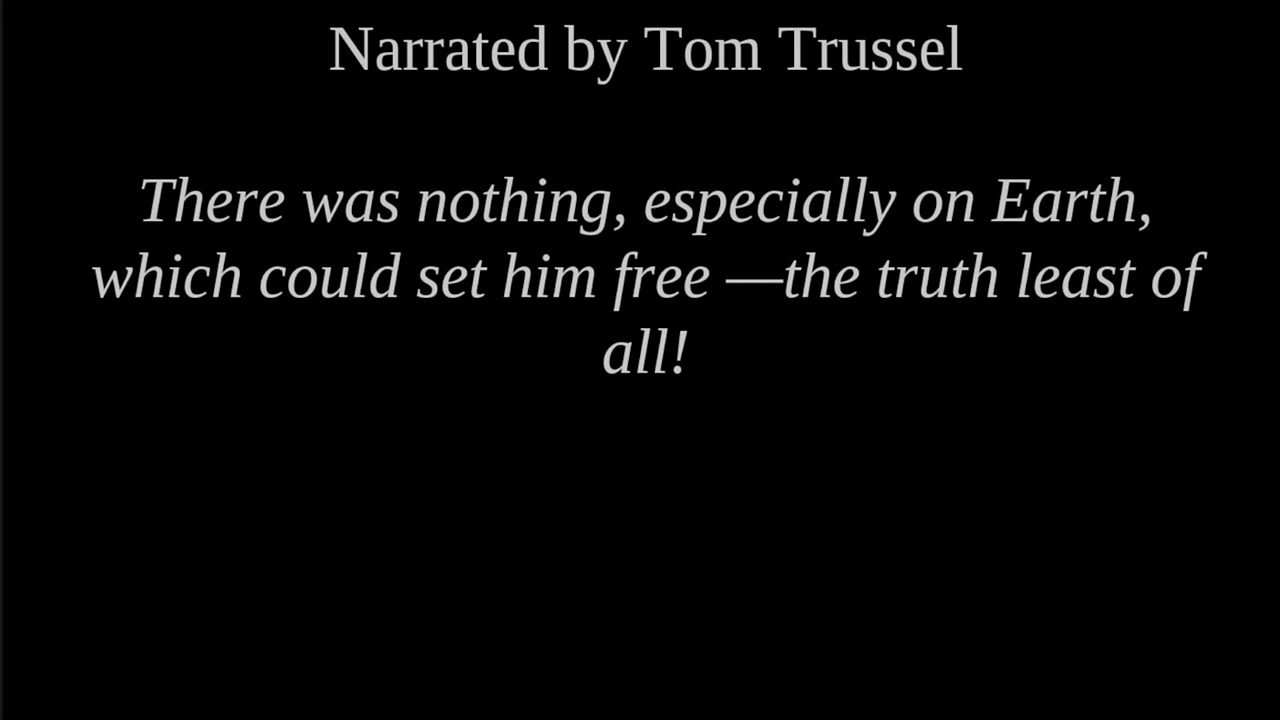 Narrated by Tom Trussel
There was nothing, especially on Earth,
which could set him free —the truth least of
all!